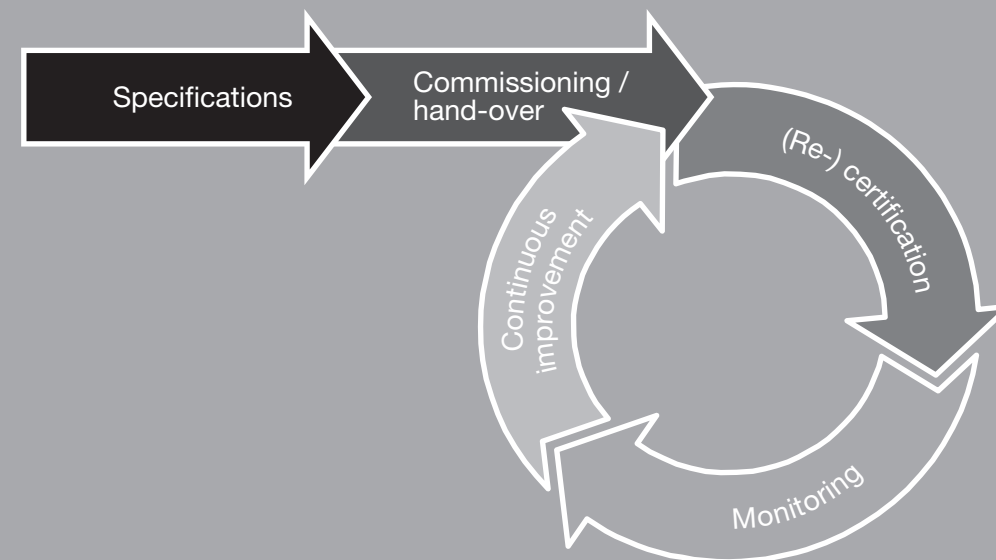 Specifications
Commissioning /
hand-over
(Re-) certification
Monitoring
Continuous
improvement